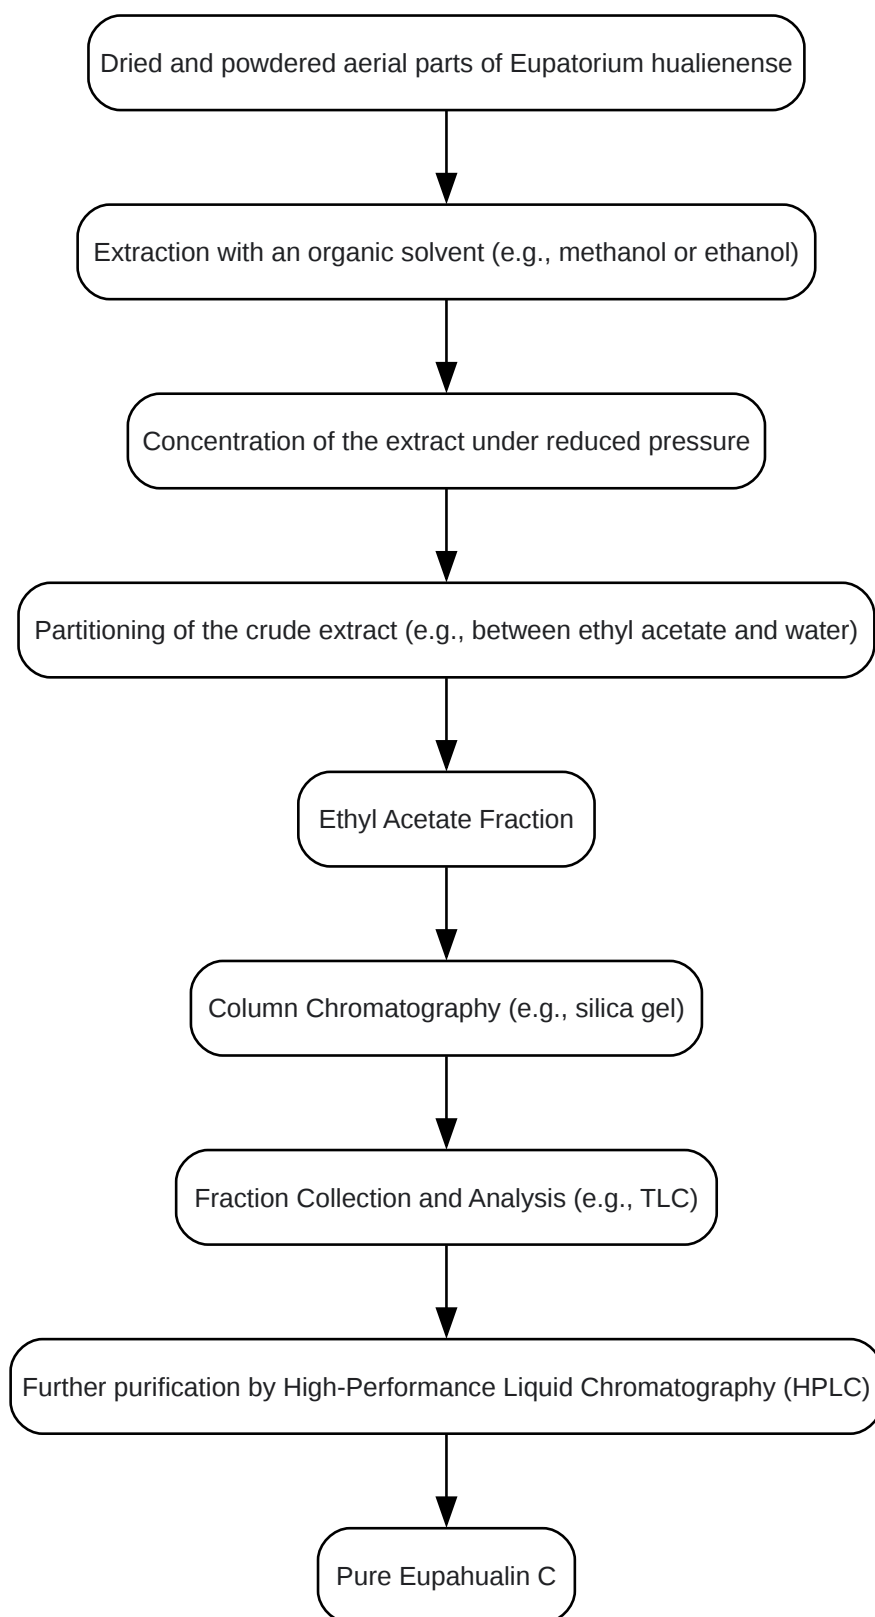 Dried and powdered aerial parts of Eupatorium hualienense
Extraction with an organic solvent (e.g., methanol or ethanol)
Concentration of the extract under reduced pressure
Partitioning of the crude extract (e.g., between ethyl acetate and water)
Ethyl Acetate Fraction
Column Chromatography (e.g., silica gel)
Fraction Collection and Analysis (e.g., TLC)
Further purification by High-Performance Liquid Chromatography (HPLC)
Pure Eupahualin C